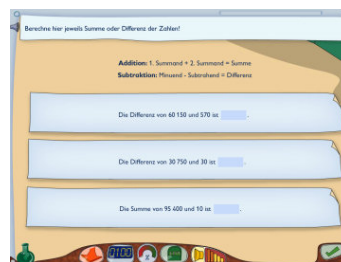 Berechne hier jeweils Summe oder Differenz der Zahlen!
Addition: 1. Summand + 2. Summand = Summe
Subtraktion: Minuend - Subtrahend = Differenz
Die Differenz von 60 150 und 570 ist .
Die Differenz von 30 750 und 30 ist .
Die Summe von 95 400 und 10 ist .